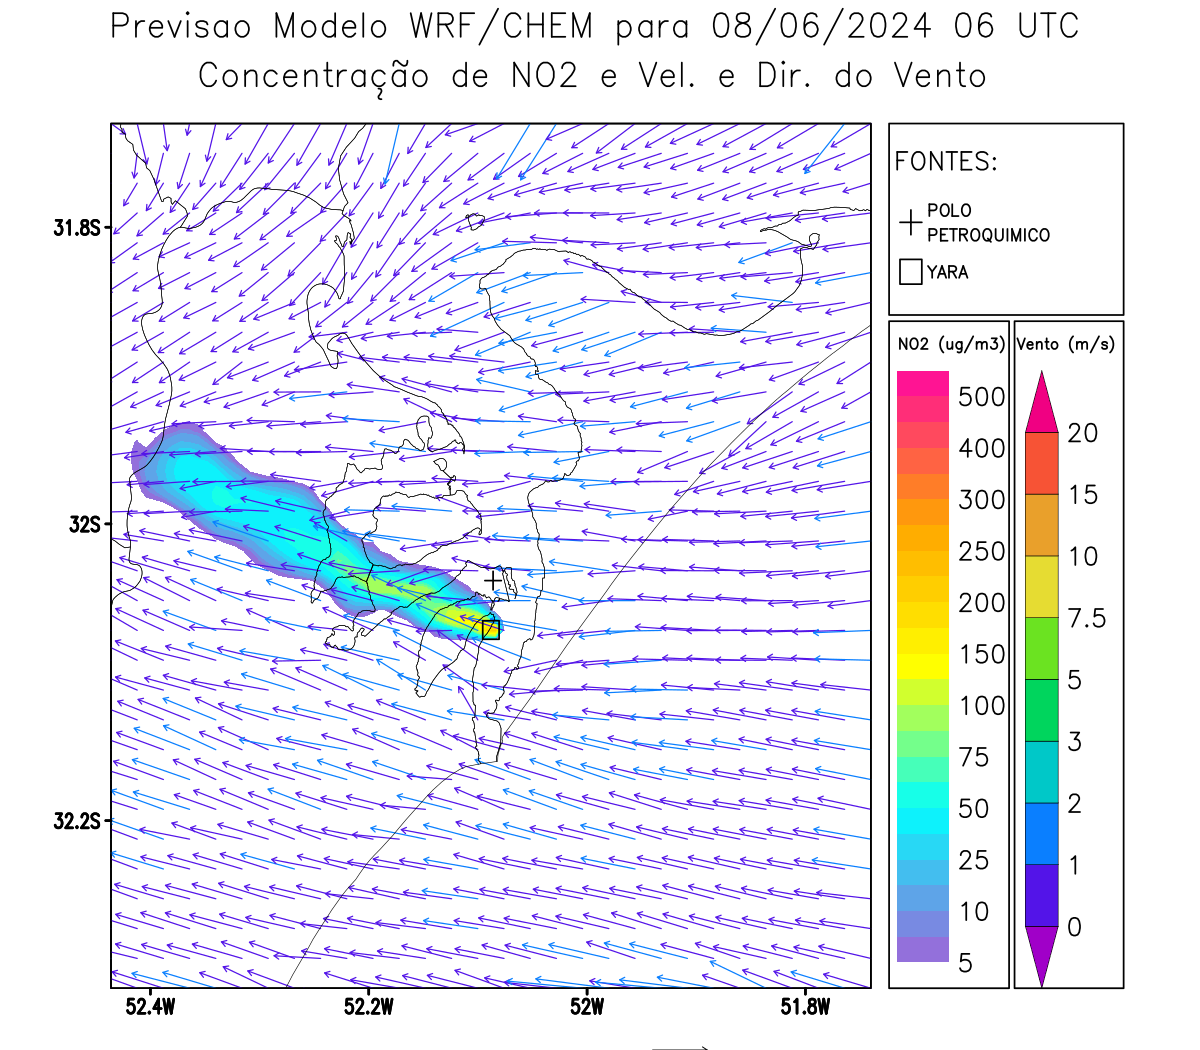 Previsao Modelo WRF/CHEM para 08/06/2024 06 UTC
Concentração de NO2 e Vel. e Dir. do Vento
FONTES:
POLO
PETROQUIMICO
YARA
NO2 (ug/m3)
500
400
300
250
200
150
100
75
50
25
10
5
Vento (m/s)
20
15
10
7.5
5
3
2
1
0
31.8S
32S
32.2S
52.4W
52.2W
52W
51.8W